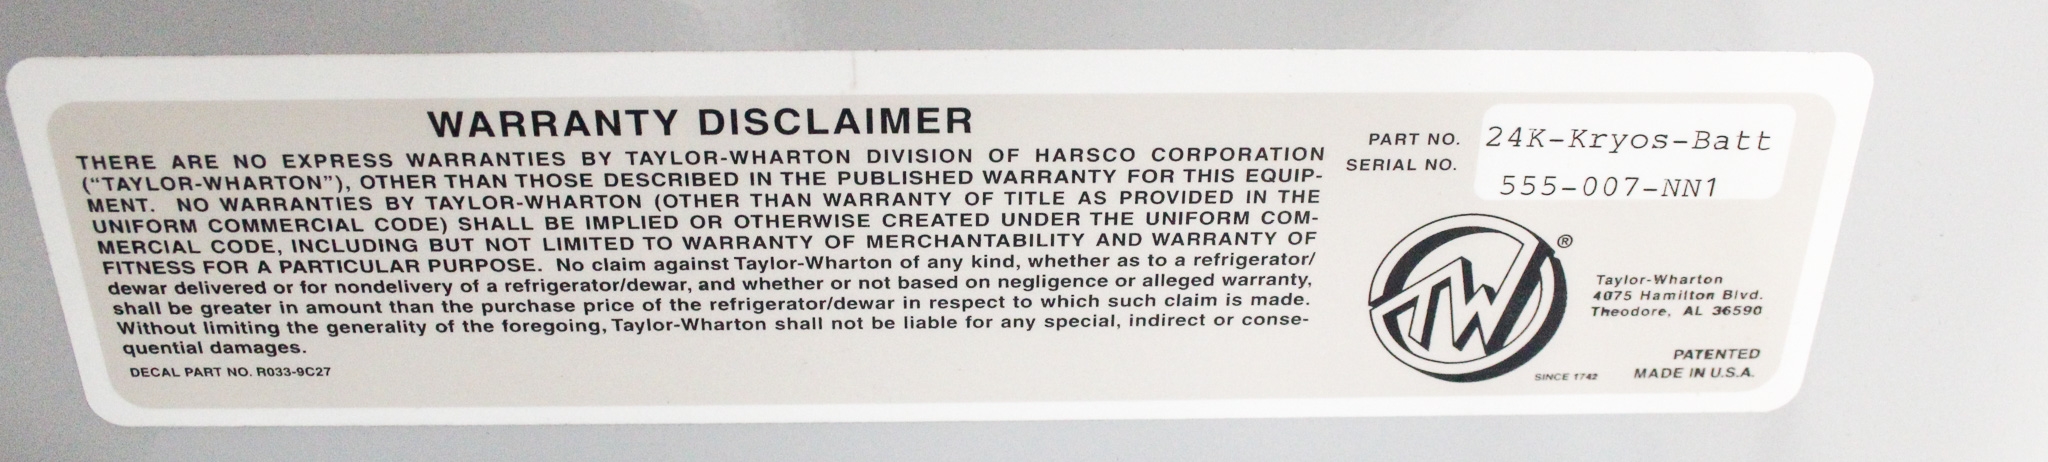 WARRANTY DISCLAIMER
THERE ARE NO EXPRESS WARRANTIES BY TAYLOR-WHARTON DIVISION OF HARSCO CORPORATION
("TAYLOR-WHARTON"), OTHER THAN THOSE DESCRIBED IN THE PUBLISHED WARRANTY FOR THIS EQUIP-
MENT. NO WARRANTIES BY TAYLOR-WHARTON (OTHER THAN WARRANTY OF TITLE AS PROVIDED IN THE
UNIFORM COMMERCIAL CODE) SHALL BE IMPLIED OR OTHERWISE CREATED UNDER THE UNIFORM COM-
MERCIAL CODE, INCLUDING BUT NOT LIMITED TO WARRANTY OF MERCHANTABILITY AND WARRANTY OF
FITNESS FOR A PARTICULAR PURPOSE. No claim against Taylor-Wharton of any kind, whether as to a refrigerator/
dewar delivered or for nondelivery of a refrigerator/dewar, and whether or not based on negligence or alleged warranty,
shall be greater in amount than the purchase price of the refrigerator/dewar in respect to which such claim is made.
Without limiting the generality of the foregoing, Taylor-Wharton shall not be liable for any special, indirect or conse-
quential damages.
DECAL PART NO. R033-9C27
PART NO. 24K-Kryos-Batt
SERIAL NO. 555-007-NN1
TW ®
SINCE 1742
Taylor-Wharton
4075 Hamilton Blvd.
Theodore, AL 36590
PATENTED
MADE IN U.S.A.